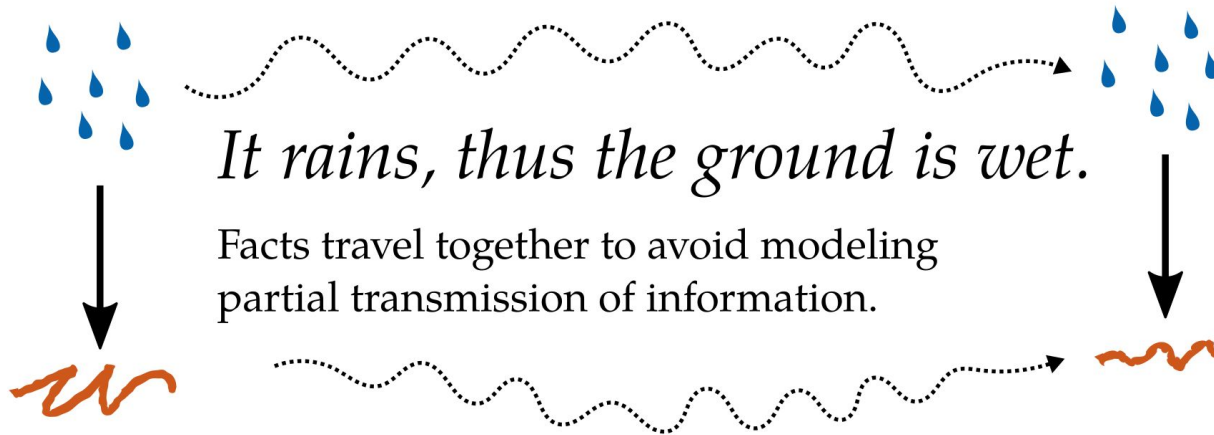 It rains, thus the ground is wet.
Facts travel together to avoid modeling
partial transmission of information.